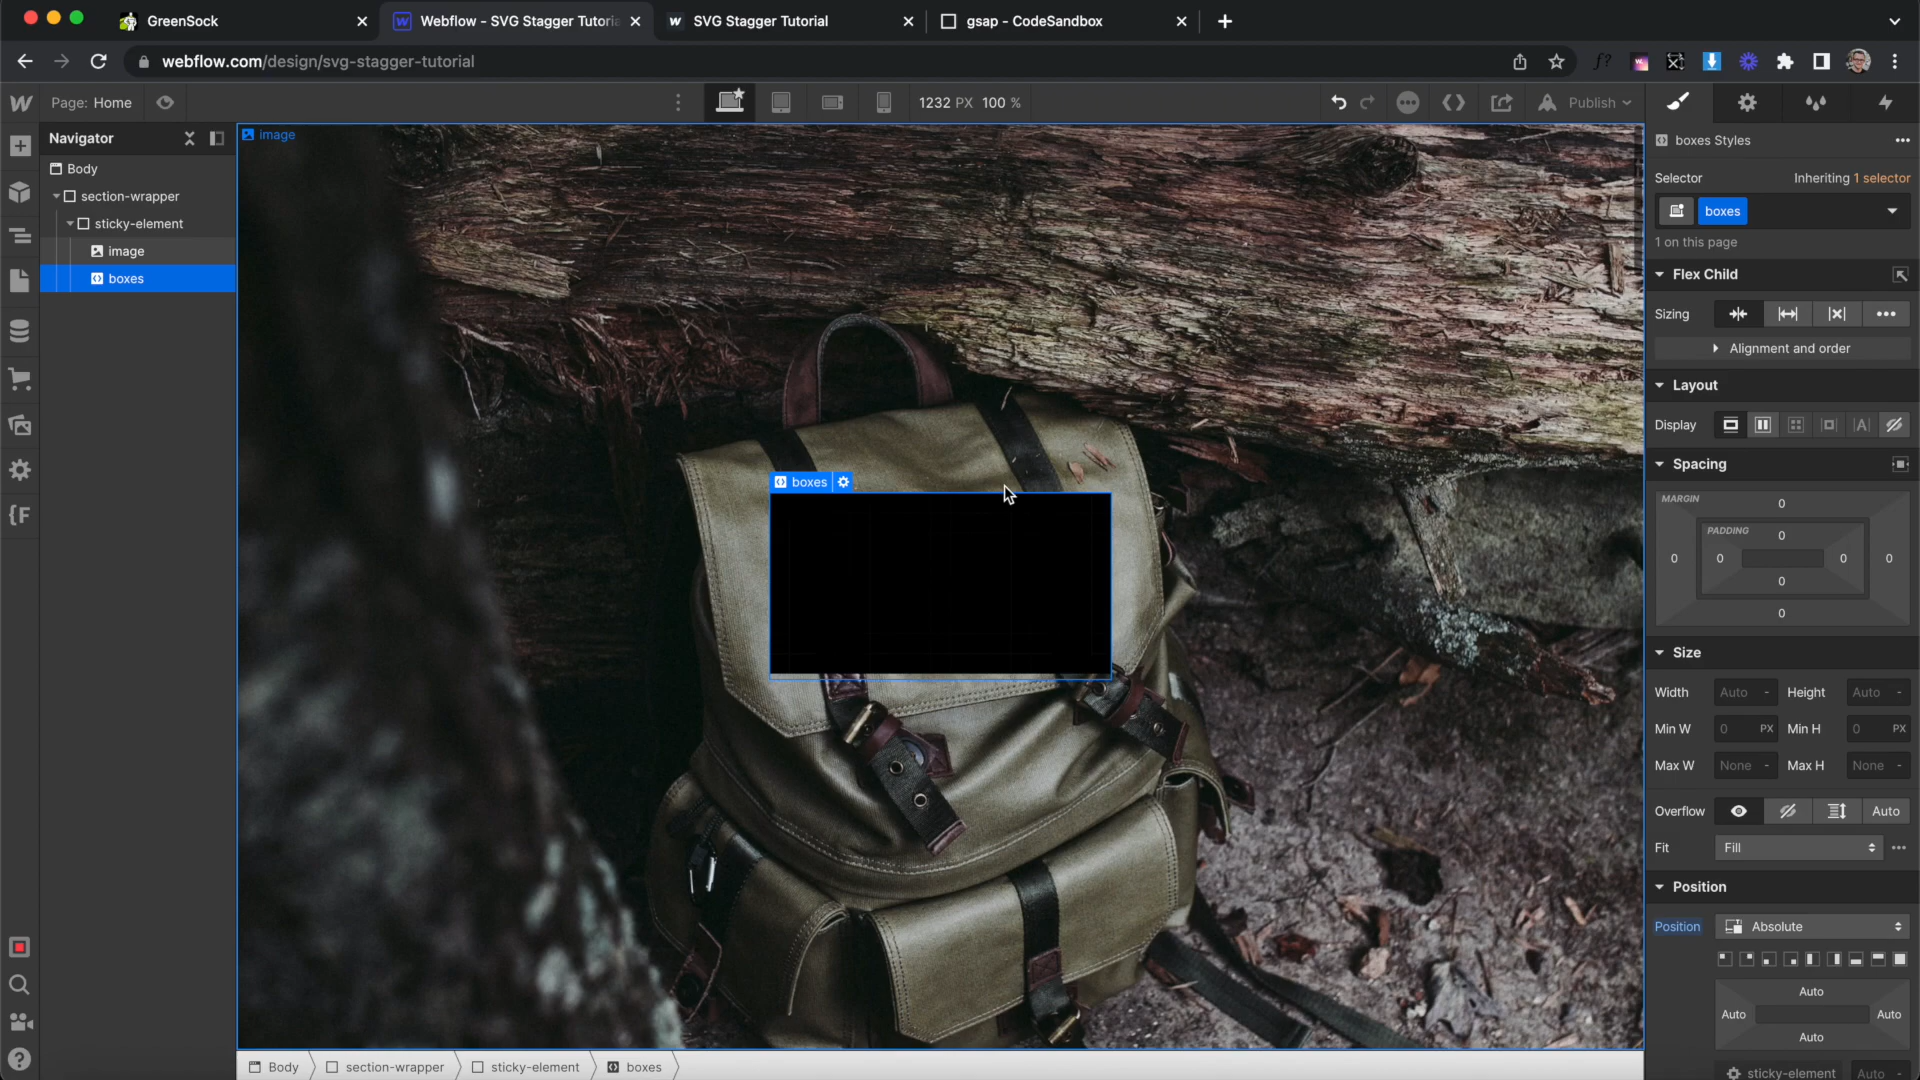 GreenSock
Webflow - SVG Stagger Tutoria
SVG Stagger Tutorial
gsap - CodeSandbox
webflow.com/design/svg-stagger-tutorial
Page: Home
1232 PX 100 %
Publish
Navigator
Body
section-wrapper
sticky-element
image
boxes
image
boxes
boxes Styles
Selector
Inheriting 1 selector
boxes
1 on this page
Flex Child
Sizing
Alignment and order
Layout
Display
Spacing
MARGIN
0
PADDING
0
0 0 0 0
0
0
Size
Width Auto - Height Auto -
Min W 0 PX Min H 0 PX
Max W None - Max H None -
Overflow Auto
Fit Fill
Position
Position Absolute
Auto
Auto Auto
Auto
sticky-element Auto -
Body section-wrapper sticky-element boxes